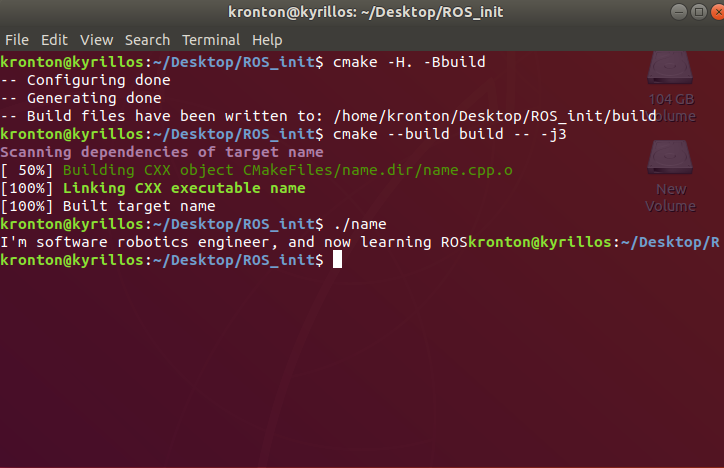 kronton@kyrillos: ~/Desktop/ROS_init
File Edit View Search Terminal Help
kronton@kyrillos:~/Desktop/ROS_init$ cmake -H. -Bbuild
-- Configuring done
-- Generating done
-- Build files have been written to: /home/kronton/Desktop/ROS_init/build
kronton@kyrillos:~/Desktop/ROS_init$ cmake --build build -- -j3
Scanning dependencies of target name
[ 50%] Building CXX object CMakeFiles/name.dir/name.cpp.o
[100%] Linking CXX executable name
[100%] Built target name
kronton@kyrillos:~/Desktop/ROS_init$ ./name
I'm software robotics engineer, and now learning ROSkronton@kyrillos:~/Desktop/R
kronton@kyrillos:~/Desktop/ROS_init$
104 GB
Volume
New
Volume